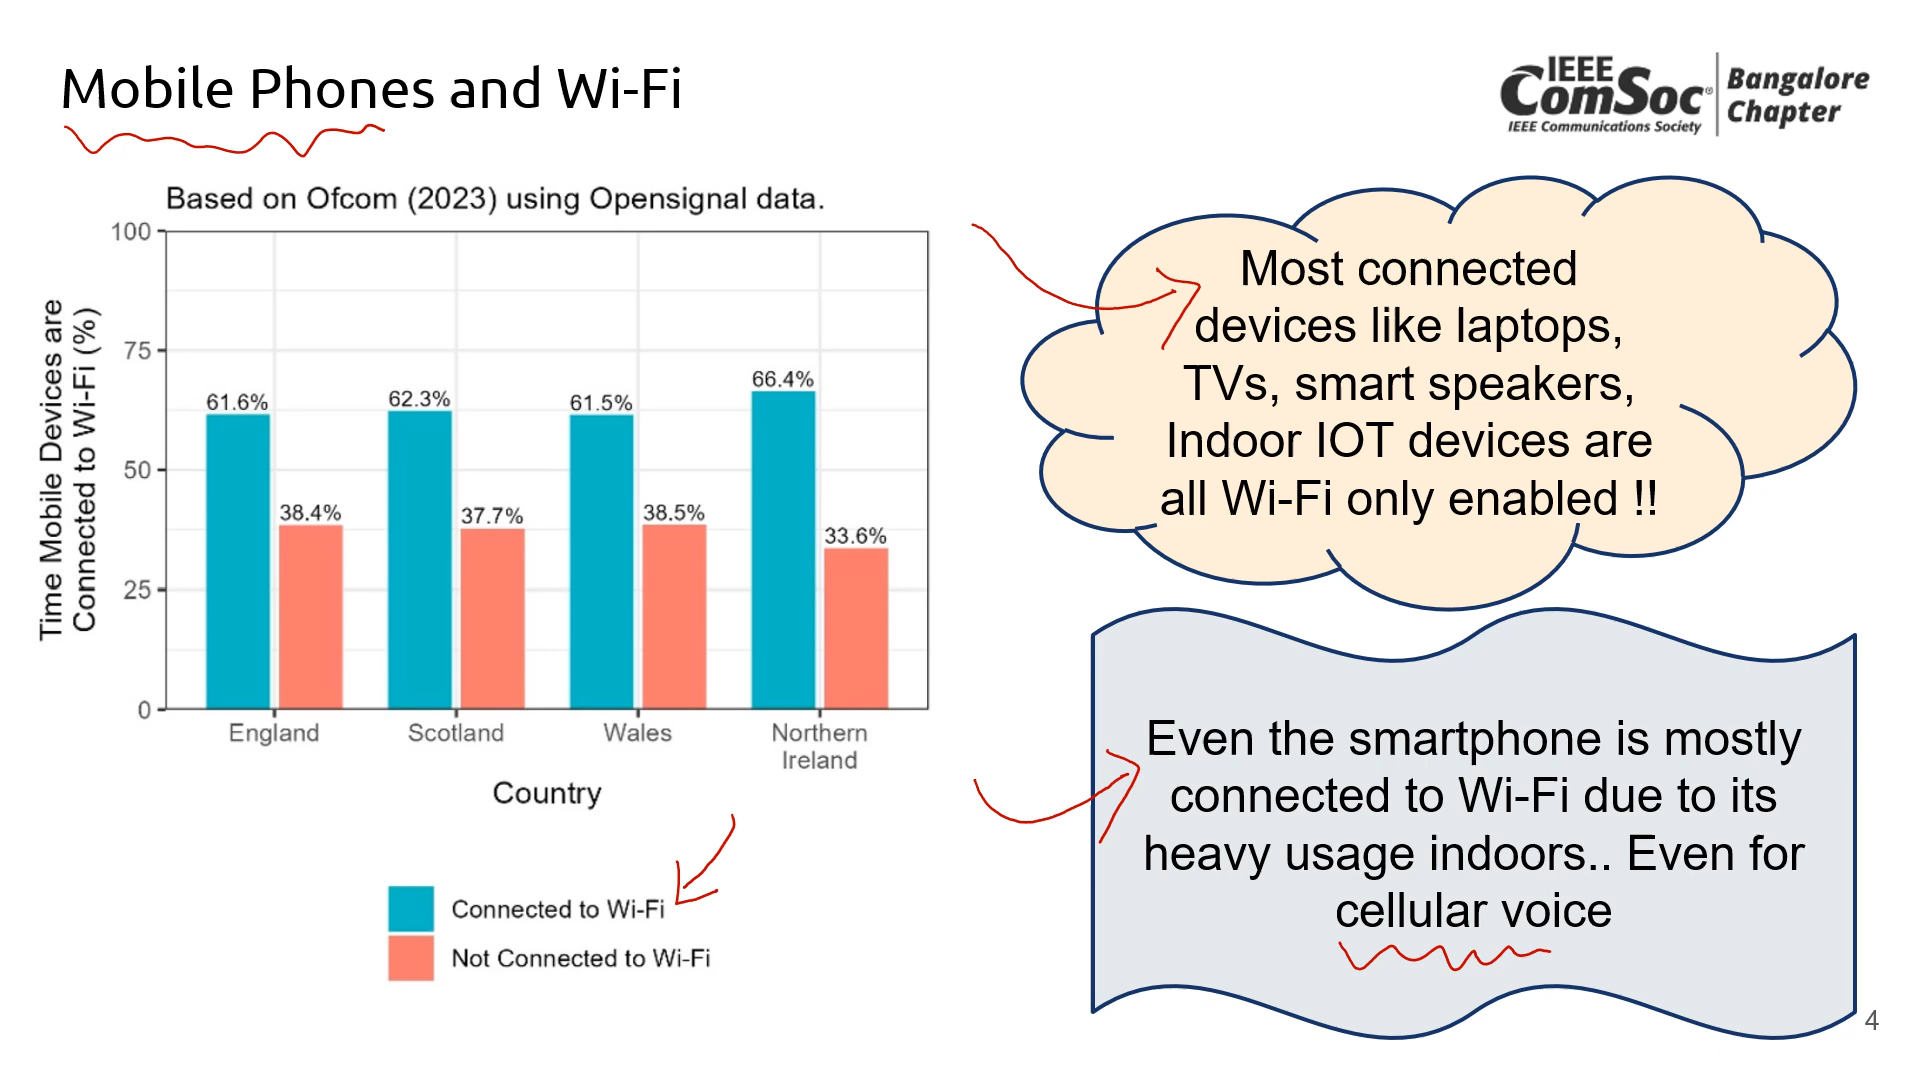 Mobile Phones and Wi-Fi
IEEE
ComSoc®
IEEE Communications Society
Bangalore
Chapter
Based on Ofcom (2023) using Opensignal data.
Time Mobile Devices are
Connected to Wi-Fi (%)
100
75
50
25
0
61.6%
38.4%
62.3%
37.7%
61.5%
38.5%
66.4%
33.6%
England
Scotland
Wales
Northern
Ireland
Country
Connected to Wi-Fi
Not Connected to Wi-Fi
Most connected
devices like laptops,
TVs, smart speakers,
Indoor IOT devices are
all Wi-Fi only enabled !!
Even the smartphone is mostly
connected to Wi-Fi due to its
heavy usage indoors.. Even for
cellular voice
4